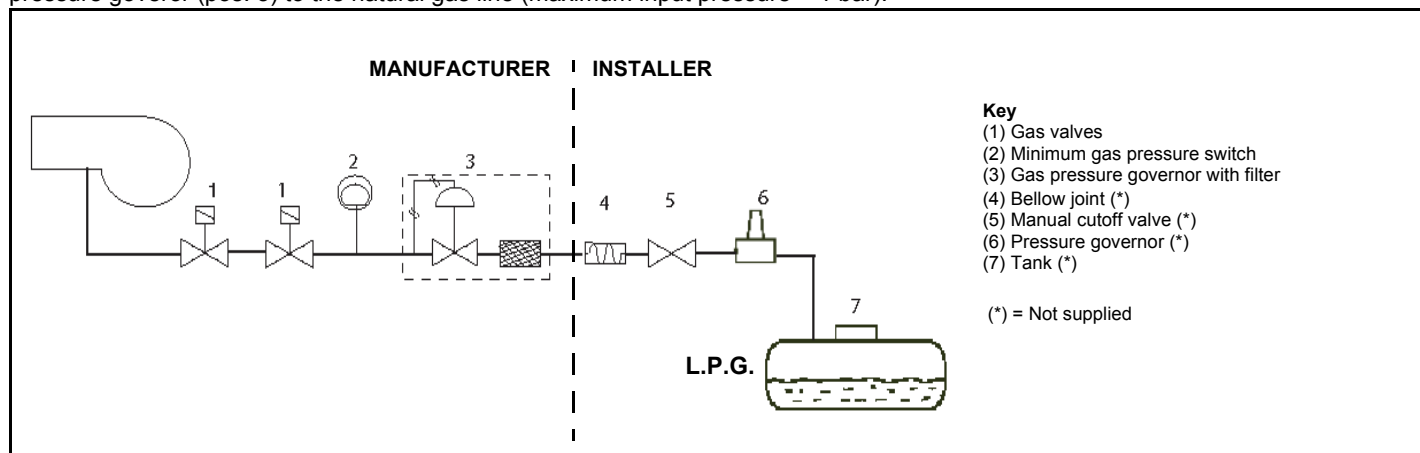 MANUFACTURER INSTALLER
1 1 2 3 4 5 6
7
L.P.G.
Key
(1) Gas valves
(2) Minimum gas pressure switch
(3) Gas pressure governor with filter
(4) Bellow joint (*)
(5) Manual cutoff valve (*)
(6) Pressure governor (*)
(7) Tank (*)
(*) = Not supplied